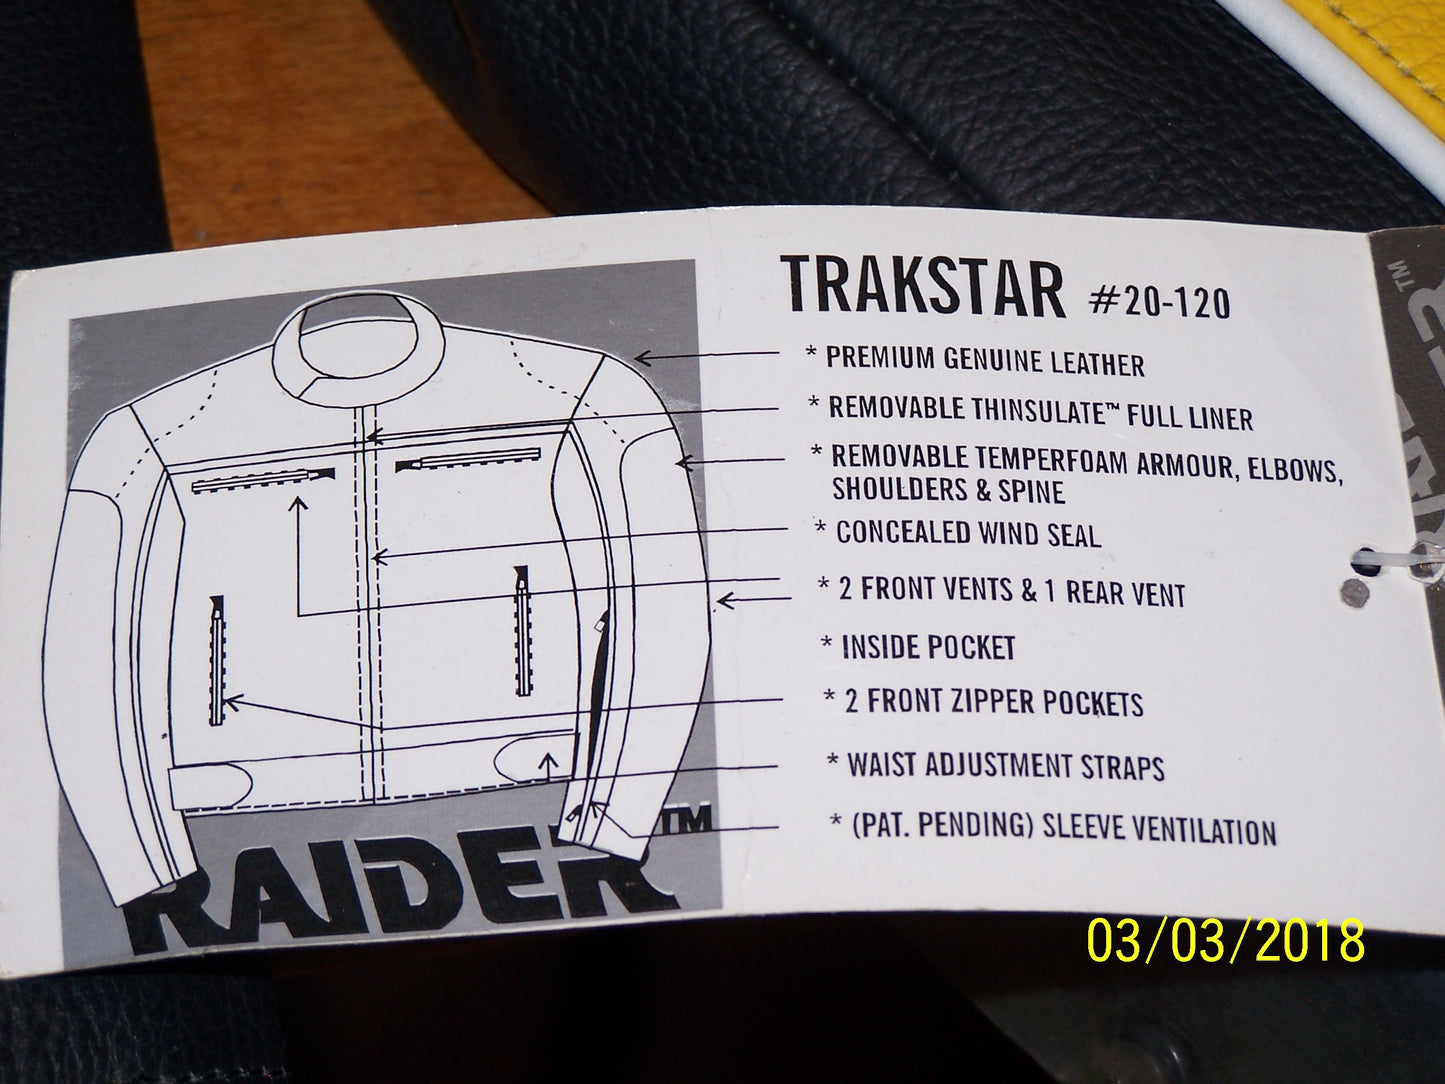 TRAKSTAR #20-120
* PREMIUM GENUINE LEATHER
* REMOVABLE THINSULATE™ FULL LINER
* REMOVABLE TEMPERFOAM ARMOUR, ELBOWS,
SHOULDERS & SPINE
* CONCEALED WIND SEAL
* 2 FRONT VENTS & 1 REAR VENT
* INSIDE POCKET
* 2 FRONT ZIPPER POCKETS
* WAIST ADJUSTMENT STRAPS
* (PAT. PENDING) SLEEVE VENTILATION
RAIDER™
TM
03/03/2018